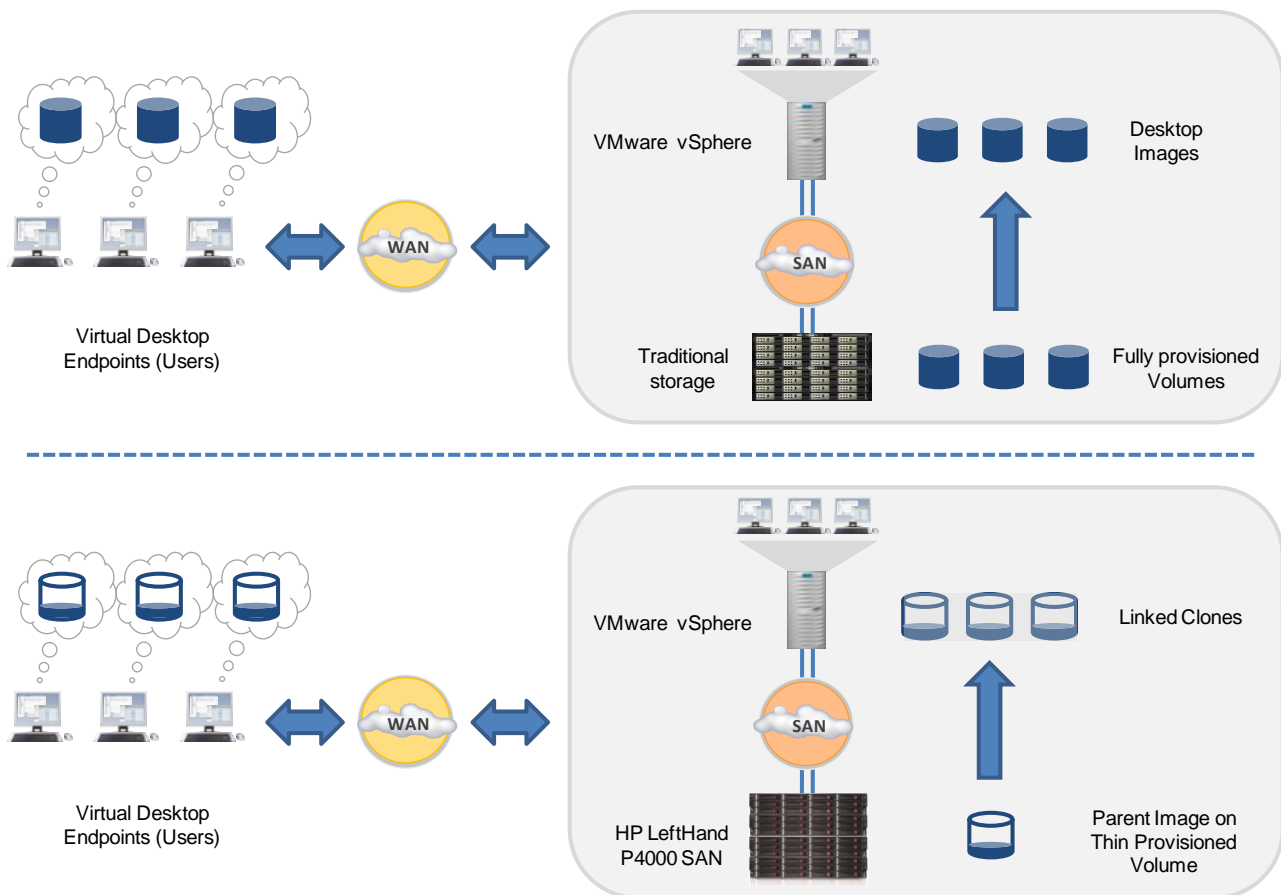 VMware vSphere
Desktop
Images
WAN
SAN
Virtual Desktop
Endpoints (Users)
Traditional
storage
Fully provisioned
Volumes
VMware vSphere
Linked Clones
WAN
SAN
Virtual Desktop
Endpoints (Users)
HP LeftHand
P4000 SAN
Parent Image on
Thin Provisioned
Volume